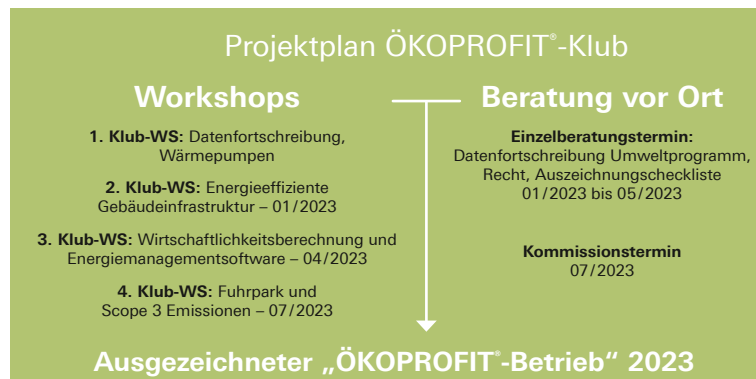 Projektplan ÖKOPROFIT®-Klub
Workshops
1. Klub-WS: Datenfortschreibung,
Wärmepumpen
2. Klub-WS: Energieeffiziente
Gebäudeinfrastruktur – 01/2023
3. Klub-WS: Wirtschaftlichkeitsberechnung und
Energiemanagementsoftware – 04/2023
4. Klub-WS: Fuhrpark und
Scope 3 Emissionen – 07/2023
Beratung vor Ort
Einzelberatungstermin:
Datenfortschreibung Umweltprogramm,
Recht, Auszeichnungscheckliste
01/2023 bis 05/2023
Kommissionstermin
07/2023
Ausgezeichneter „ÖKOPROFIT®-Betrieb“ 2023